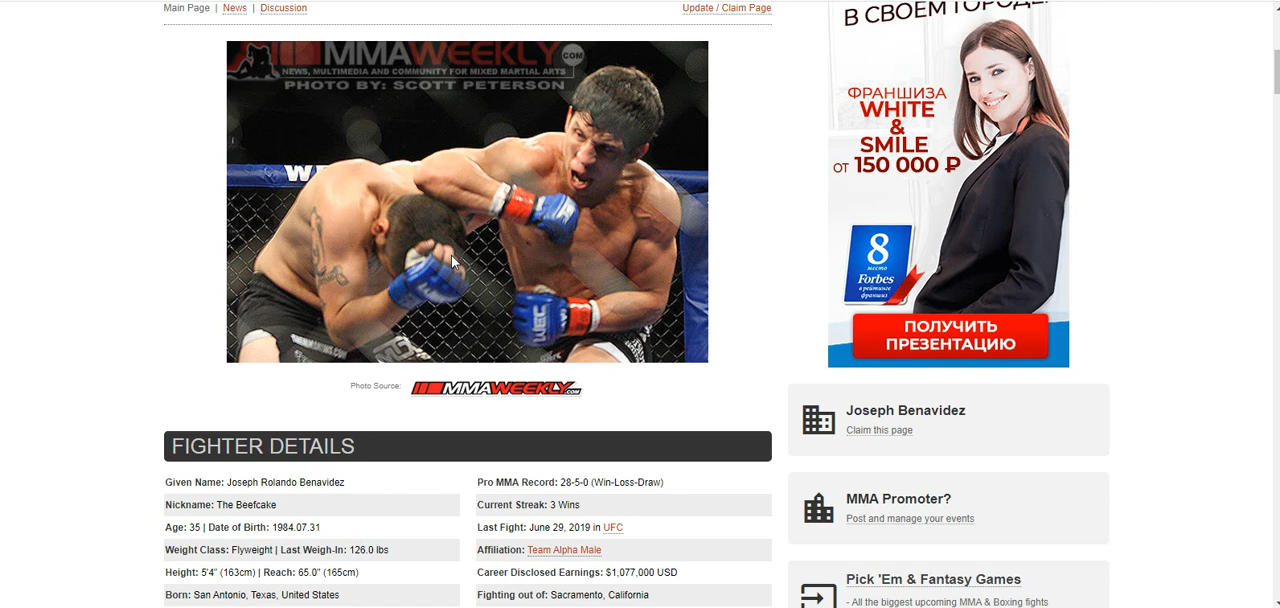 Main Page | News | Discussion
Update / Claim Page
MMAWEEKLY.COM
NEWS, MULTIMEDIA AND COMMUNITY FOR MIXED MARTIAL ARTS
PHOTO BY: SCOTT PETERSON
WEC
Photo Source: MMAWEEKLY.COM
FIGHTER DETAILS
Given Name: Joseph Rolando Benavidez
Nickname: The Beefcake
Age: 35 | Date of Birth: 1984.07.31
Weight Class: Flyweight | Last Weigh-In: 126.0 lbs
Height: 5'4" (163cm) | Reach: 65.0" (165cm)
Born: San Antonio, Texas, United States
Pro MMA Record: 28-5-0 (Win-Loss-Draw)
Current Streak: 3 Wins
Last Fight: June 29, 2019 in UFC
Affiliation: Team Alpha Male
Career Disclosed Earnings: $1,077,000 USD
Fighting out of: Sacramento, California
В СВОЕМ ГОРОДЕ
ФРАНШИЗА
WHITE
&
SMILE
ОТ 150 000 ₽
8
место
Forbes
в рейтинге
франшиз
ПОЛУЧИТЬ
ПРЕЗЕНТАЦИЮ
Joseph Benavidez
Claim this page
MMA Promoter?
Post and manage your events
Pick 'Em & Fantasy Games
- All the biggest upcoming MMA & Boxing fights